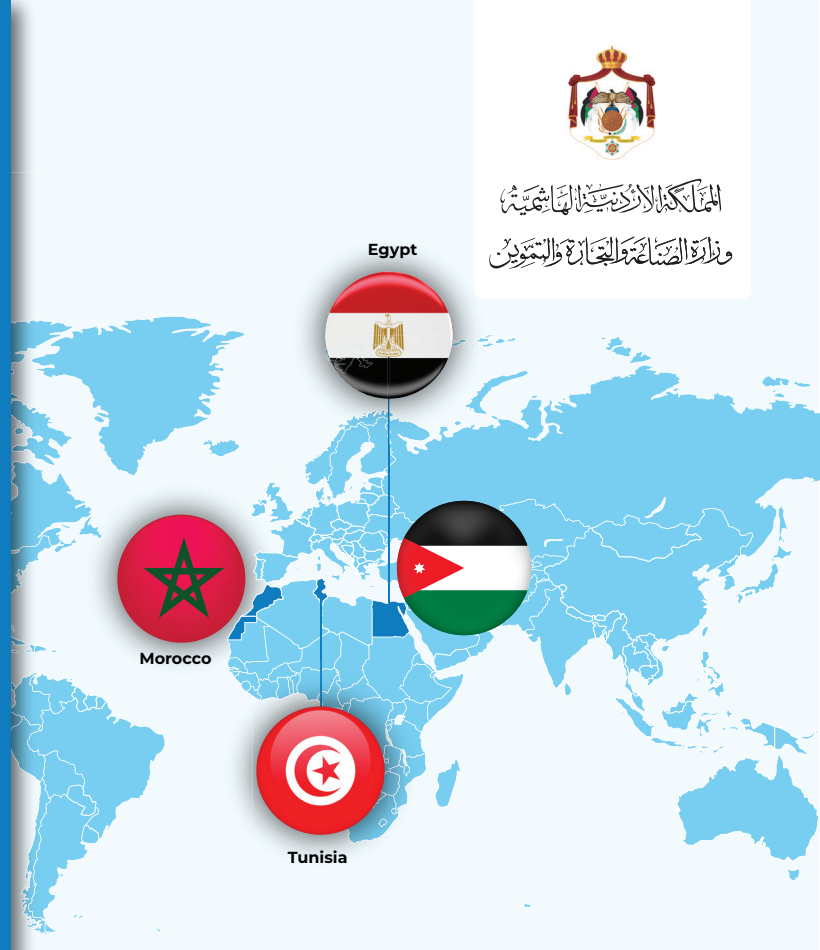 المملكة الأردنية الهاشمية
وزارة الصناعة والتجارة والتموين
Egypt
Morocco
Tunisia